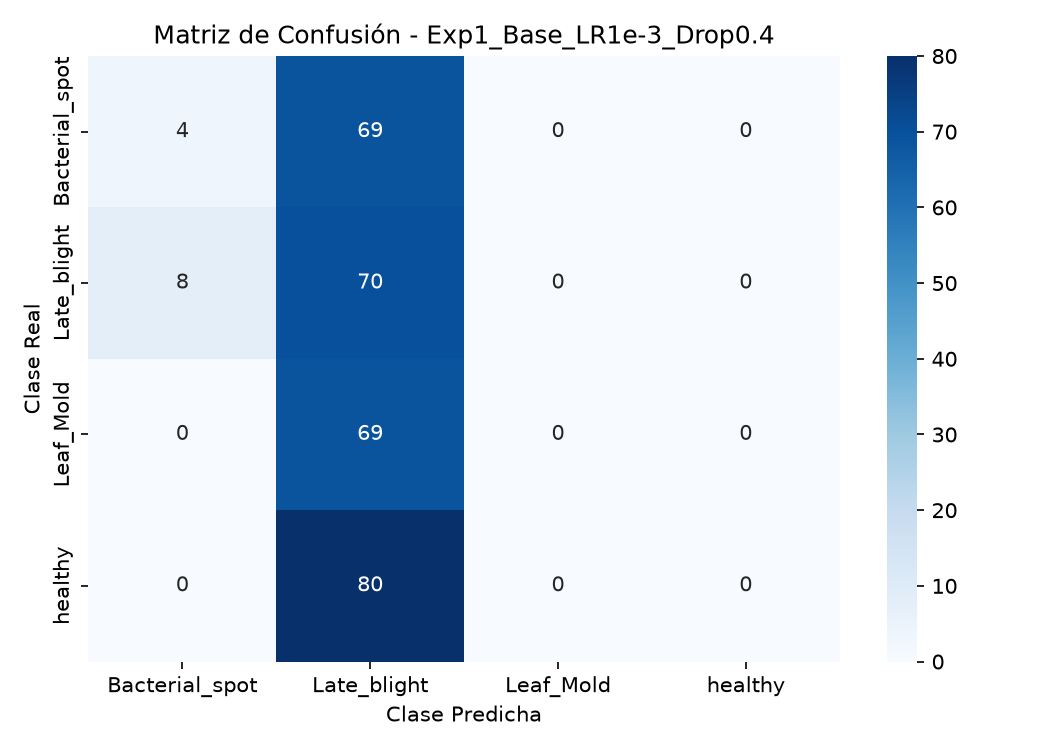 Matriz de Confusión - Exp1_Base_LR1e-3_Drop0.4
Clase Real
Bacterial_spot
4 69 0 0
Late_blight
8 70 0 0
Leaf_Mold
0 69 0 0
healthy
0 80 0 0
Bacterial_spot Late_blight Leaf_Mold healthy
Clase Predicha
80
70
60
50
40
30
20
10
0